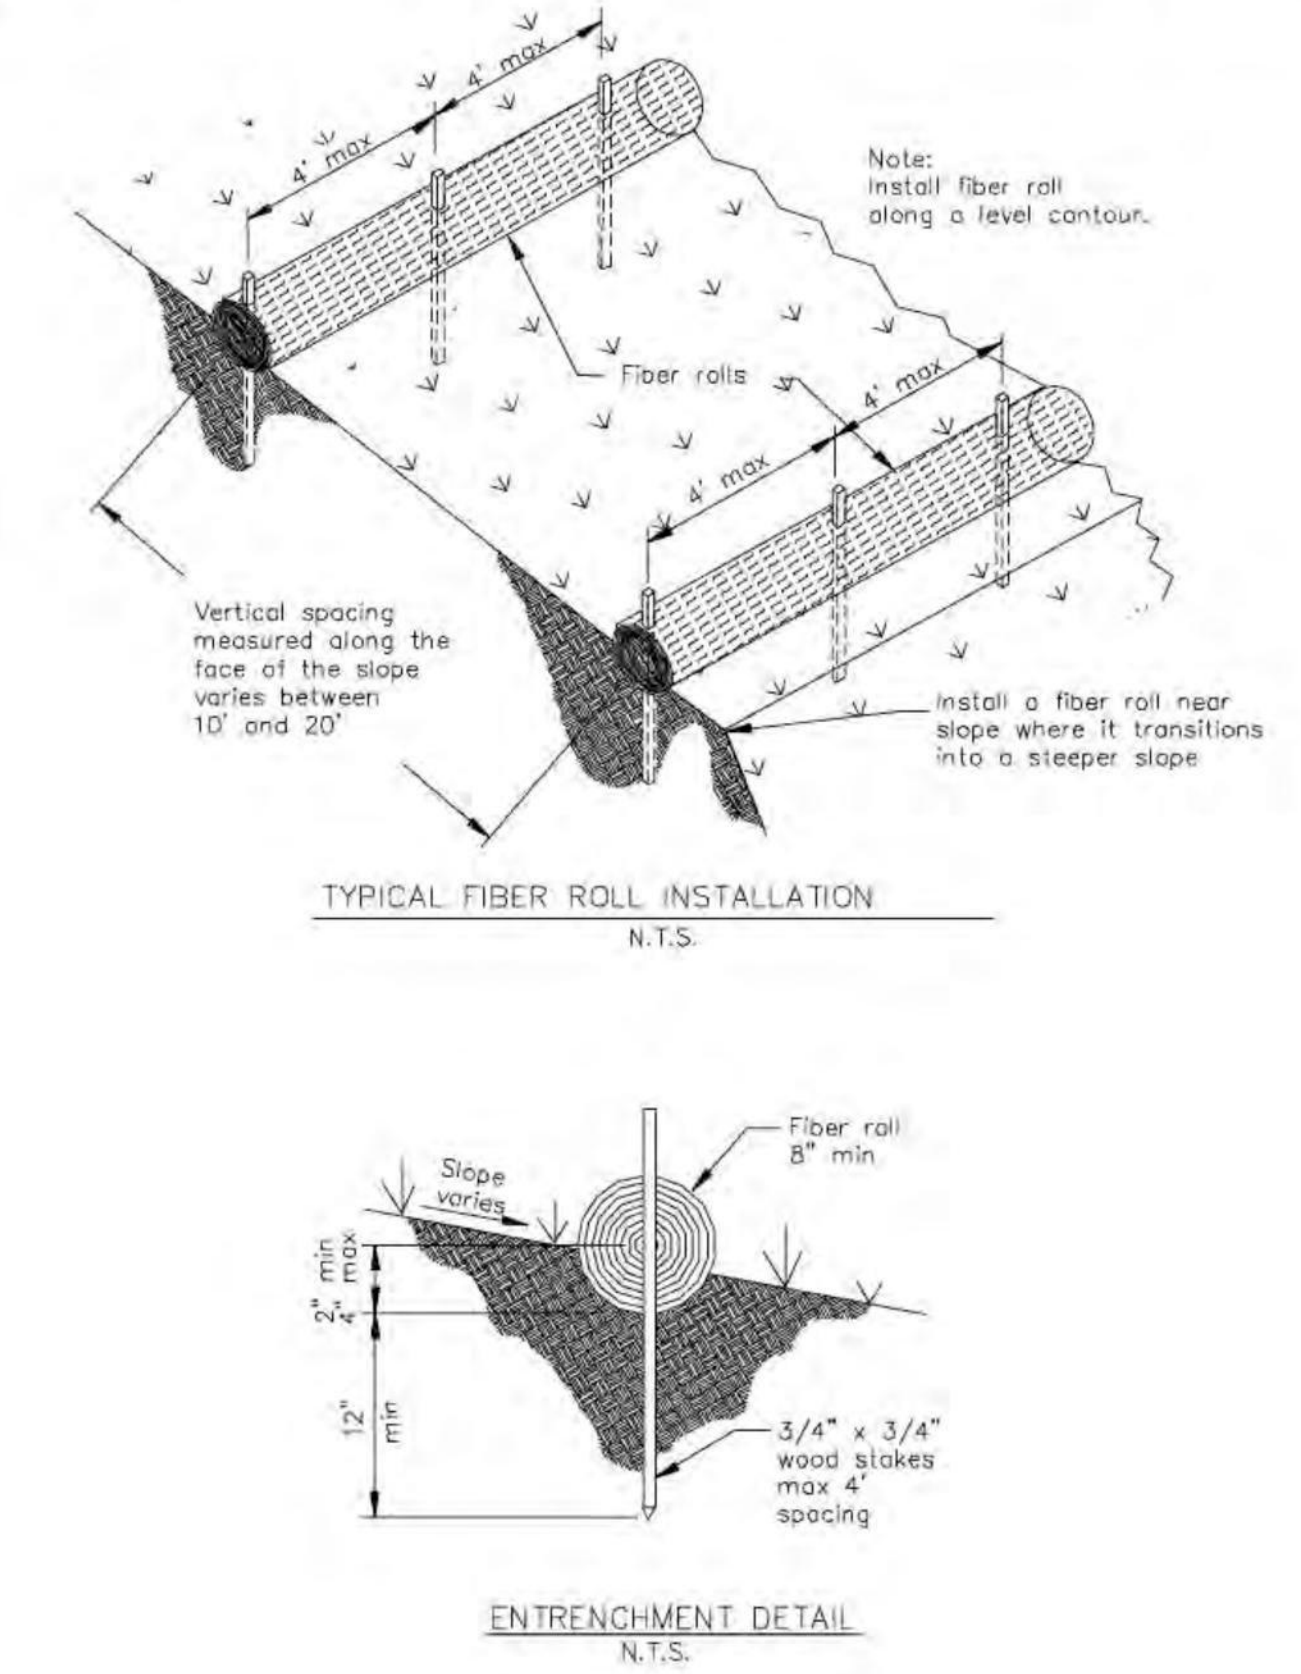 4' max
4' max
Note:
Install fiber roll
along a level contour.
Fiber rolls
4' max
4' max
Vertical spacing
measured along the
face of the slope
varies between
10' and 20'
Install a fiber roll near
slope where it transitions
into a steeper slope
TYPICAL FIBER ROLL INSTALLATION
N.T.S.
Fiber roll
8" min
Slope
varies
2" min
4" max
12"
min
3/4" x 3/4"
wood stakes
max 4'
spacing
ENTRENCHMENT DETAIL
N.T.S.